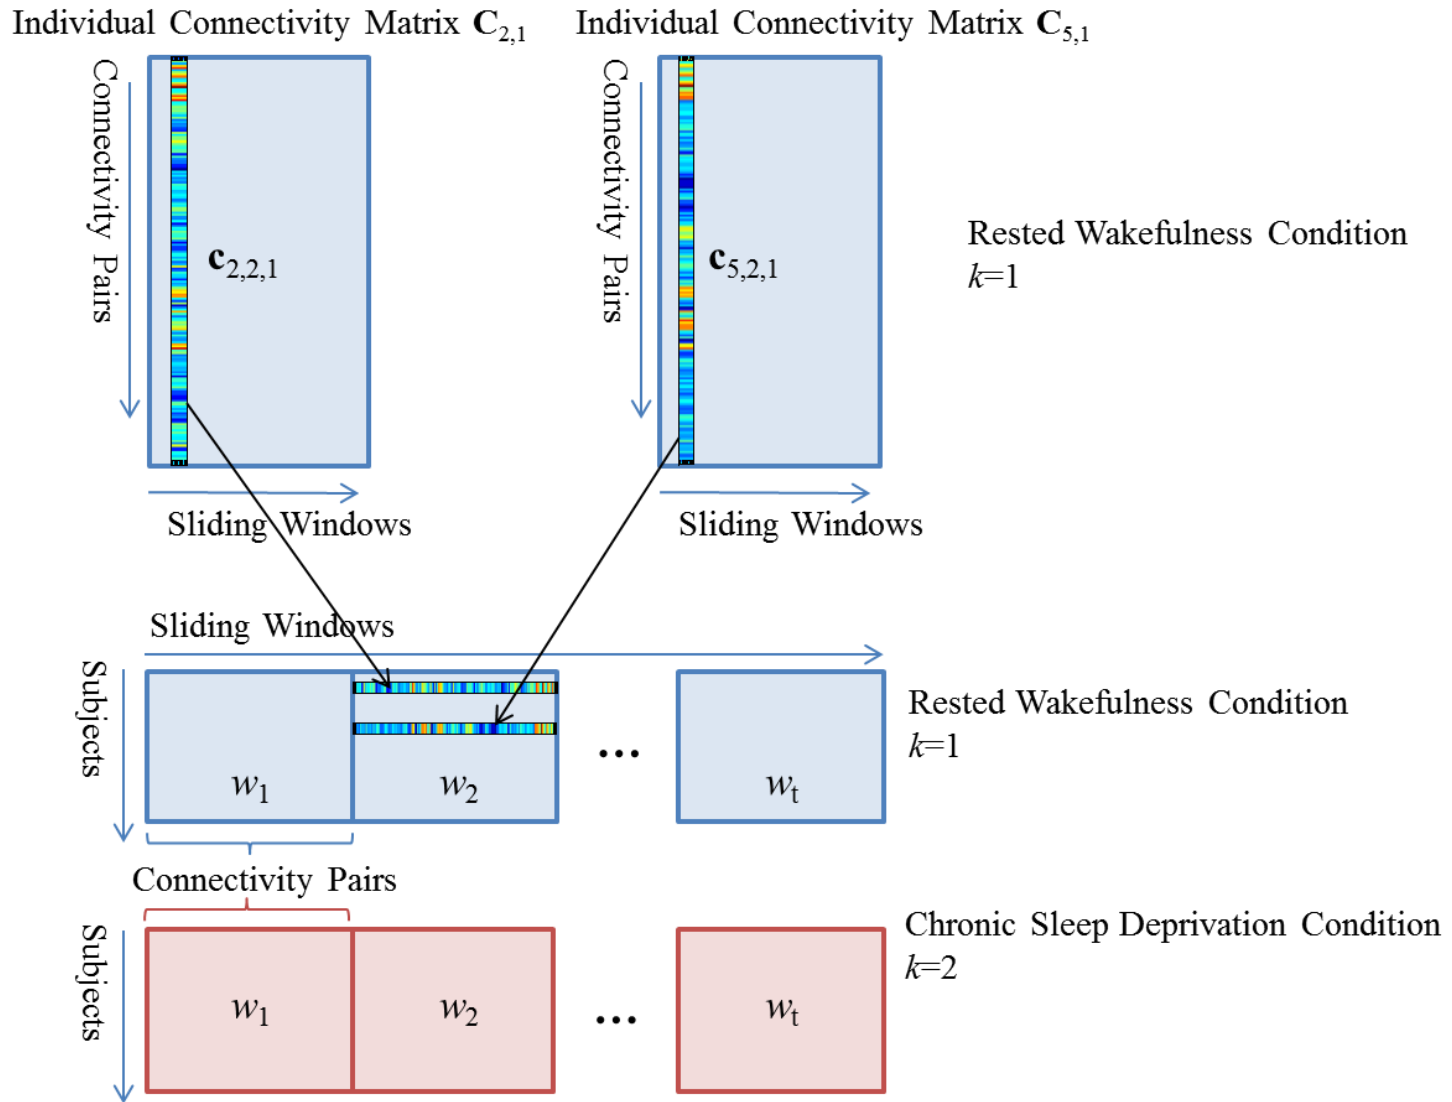 Individual Connectivity Matrix C2,1
Individual Connectivity Matrix C5,1
Connectivity Pairs
c2,2,1
Connectivity Pairs
c5,2,1
Rested Wakefulness Condition
k=1
Sliding Windows
Sliding Windows
Sliding Windows
Subjects
w1
w2
...
wt
Rested Wakefulness Condition
k=1
Connectivity Pairs
Subjects
w1
w2
...
wt
Chronic Sleep Deprivation Condition
k=2